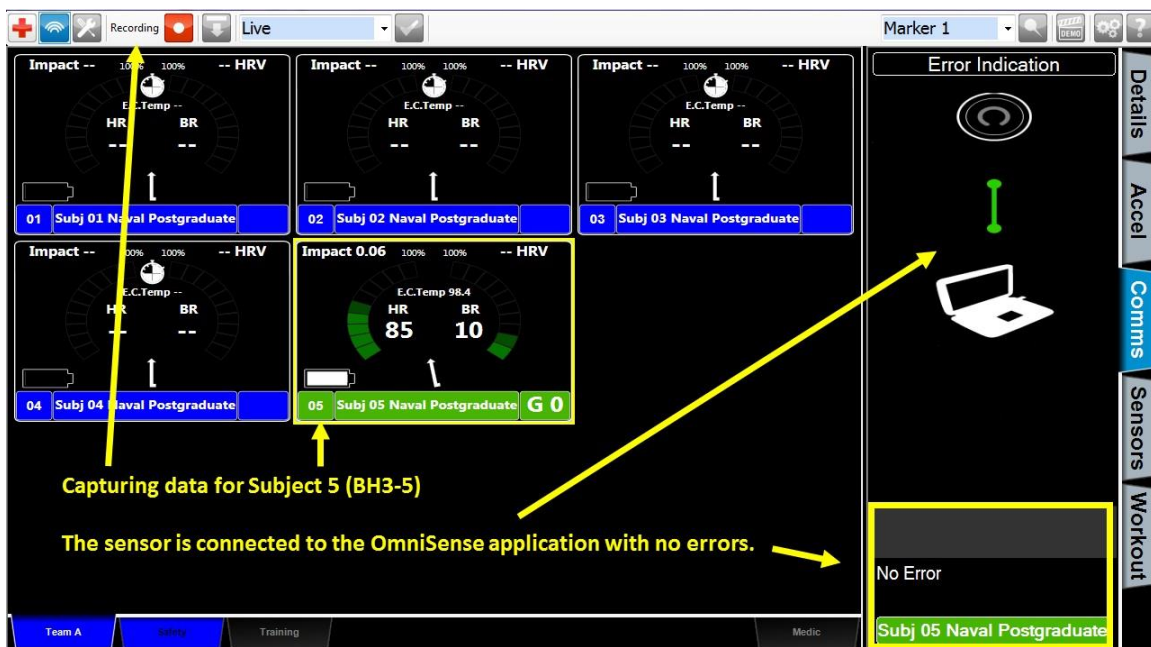 Recording
Live
Marker 1
DEMO
?
Impact -- 100% 100% -- HRV
E.C.Temp --
HR BR
-- --
01 Subj 01 Naval Postgraduate
Impact -- 100% 100% -- HRV
E.C.Temp --
HR BR
-- --
02 Subj 02 Naval Postgraduate
Impact -- 100% 100% -- HRV
E.C.Temp --
HR BR
-- --
03 Subj 03 Naval Postgraduate
Impact -- 100% 100% -- HRV
E.C.Temp --
HR BR
-- --
04 Subj 04 Naval Postgraduate
Impact 0.06 100% 100% -- HRV
E.C.Temp 98.4
HR BR
85 10
05 Subj 05 Naval Postgraduate G 0
Capturing data for Subject 5 (BH3-5)
The sensor is connected to the OmniSense application with no errors.
Team A Safety Training Medic
Error Indication
No Error
Subj 05 Naval Postgraduate
Details
Accel
Comms
Sensors
Workout